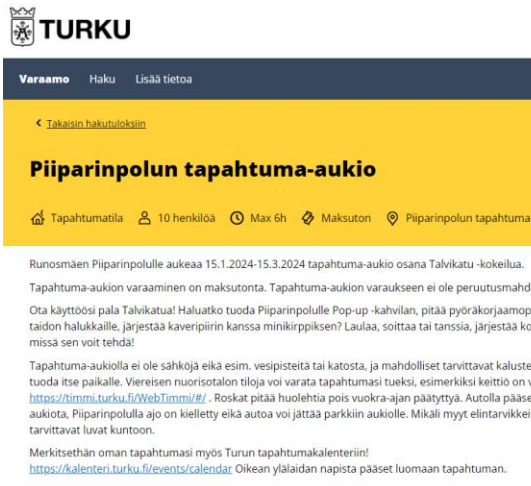 TURKU
Varaamo Haku Lisää tietoa
Takaisin hakutuloksiin
Piiparinpolun tapahtuma-aukio
Tapahtumatila 10 henkilöä Max 6h Maksuton Piiparinpolun tapahtuma
Runosmäen Piiparinpolulle aukeaa 15.1.2024-15.3.2024 tapahtuma-aukio osana Talvikatu -kokeilua.
Tapahtuma-aukion varaaminen on maksutonta. Tapahtuma-aukion varaukseen ei ole peruutusmahd
Ota käyttöösi pala Talvikatua! Haluatko tuoda Piiparinpolulle Pop-up -kahvilan, pitää pyöräkorjaamop
taidon halukkaille, järjestää kaveripiirin kanssa minikirppiksen? Laulaa, soittaa tai tanssia, järjestää ko
missä sen voit tehdä!
Tapahtuma-aukiolla ei ole sähköjä eikä esim. vesipisteitä tai katosta, ja mahdolliset tarvittavat kaluste
tuoda itse paikalle. Viereisen nuorisotalon tiloja voi varata tapahtumasi tueksi, esimerkiksi keittiö on v
https://timmi.turku.fi/WebTimmi/#/ . Roskat pitää huolehtia pois vuokra-ajan päätyttyä. Autolla pääse
aukiota, Piiparinpolulla ajo on kielletty eikä autoa voi jättää parkkiin aukiolle. Mikäli myyt elintarvikkei
tarvittavat luvat kuntoon.
Merkitsethän oman tapahtumasi myös Turun tapahtumakalenteriin!
https://kalenteri.turku.fi/events/calendar Oikean ylälaidan napista pääset luomaan tapahtuman.